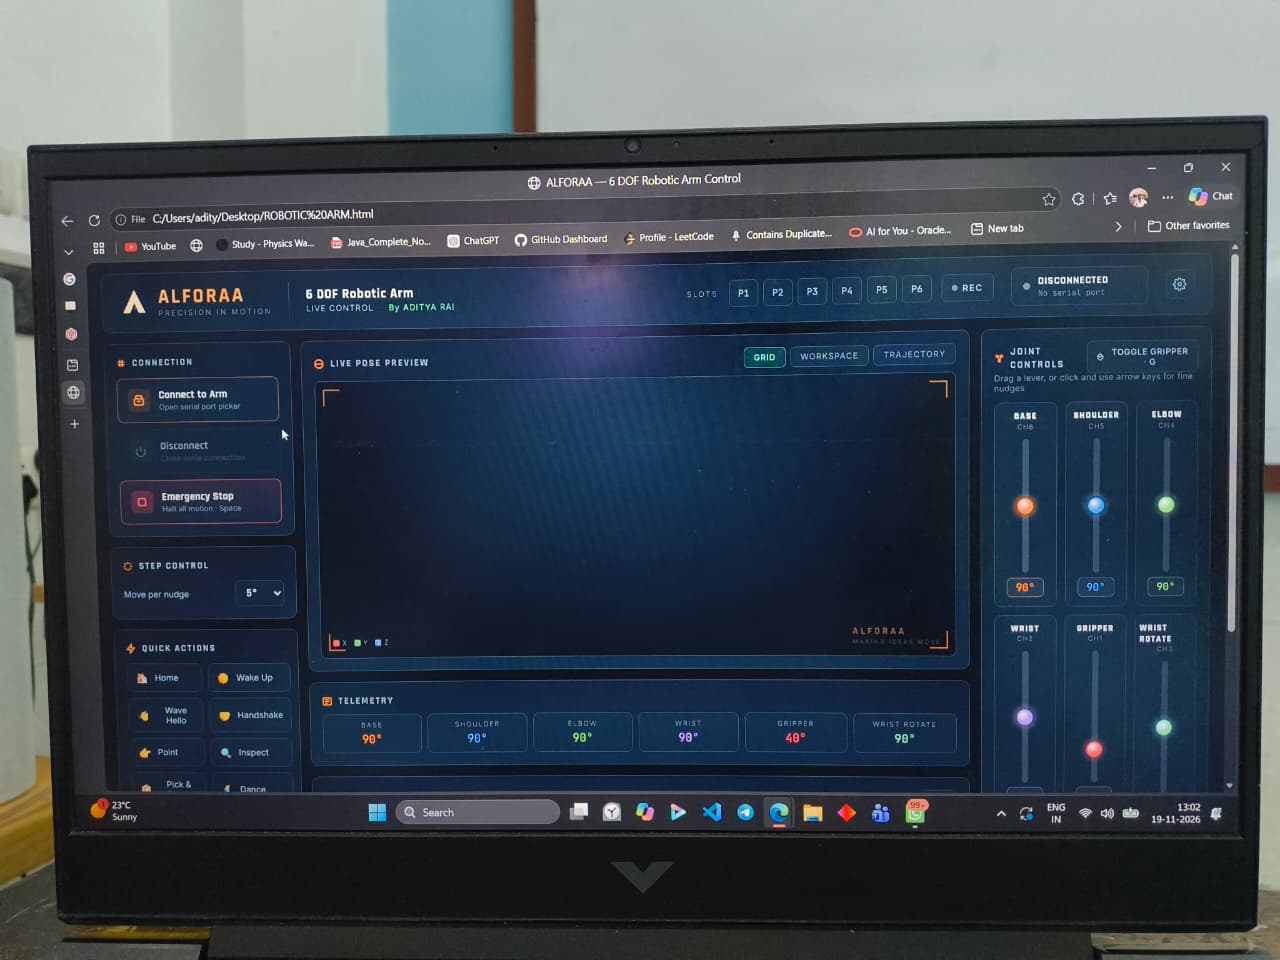 ALFORAA — 6 DOF Robotic Arm Control
File C:/Users/adity/Desktop/ROBOTIC%20ARM.html
Chat
YouTube
Study - Physics Wa...
Java_Complete_No...
ChatGPT
GitHub Dashboard
Profile - LeetCode
Contains Duplicate...
AI for You - Oracle...
New tab
Other favorites
ALFORAA
PRECISION IN MOTION
6 DOF Robotic Arm
LIVE CONTROL By ADITYA RAI
SLOTS P1 P2 P3 P4 P5 P6 REC
DISCONNECTED
No serial port
CONNECTION
Connect to Arm
Open serial port picker
Disconnect
Close serial connection
Emergency Stop
Halt all motion · Space
STEP CONTROL
Move per nudge 5°
QUICK ACTIONS
Home Wake Up
Wave
Hello
Handshake
Point Inspect
Pick &
Dance
LIVE POSE PREVIEW
GRID WORKSPACE TRAJECTORY
X Y Z
ALFORAA
MAKING IDEAS MOVE
TELEMETRY
BASE
90°
SHOULDER
90°
ELBOW
90°
WRIST
90°
GRIPPER
40°
WRIST ROTATE
90°
JOINT
CONTROLS
TOGGLE GRIPPER
· G
Drag a lever, or click and use arrow keys for fine
nudges
BASE
CH6
90°
SHOULDER
CH5
90°
ELBOW
CH4
90°
WRIST
CH2
GRIPPER
CH1
WRIST
ROTATE
CH3
1
23°C
Sunny
Search
99+
ENG
IN
13:02
19-11-2026